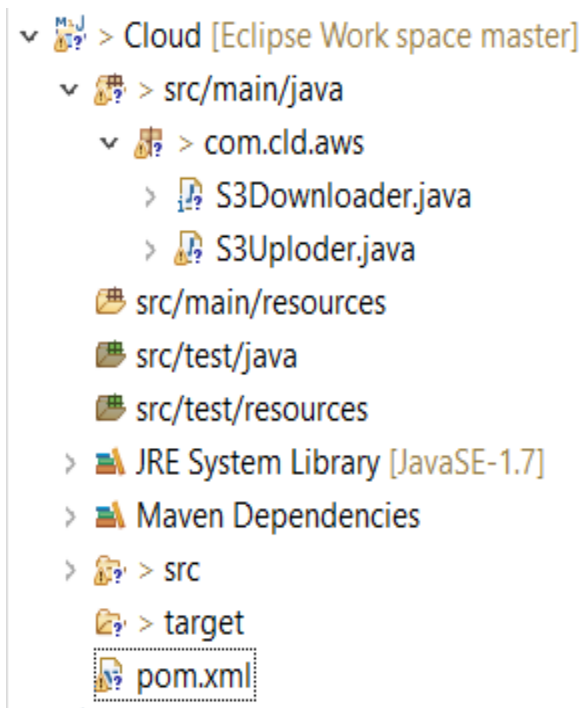 > Cloud [Eclipse Work space master]
> src/main/java
> com.cld.aws
S3Downloader.java
S3Uploder.java
src/main/resources
src/test/java
src/test/resources
JRE System Library [JavaSE-1.7]
Maven Dependencies
> src
> target
pom.xml